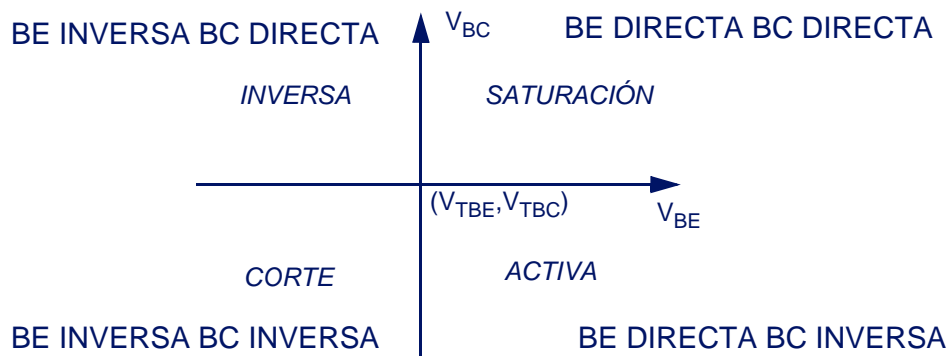 BE INVERSA BC DIRECTA
V_BC
BE DIRECTA BC DIRECTA
INVERSA
SATURACIÓN
(V_TBE,V_TBC)
V_BE
CORTE
ACTIVA
BE INVERSA BC INVERSA
BE DIRECTA BC INVERSA